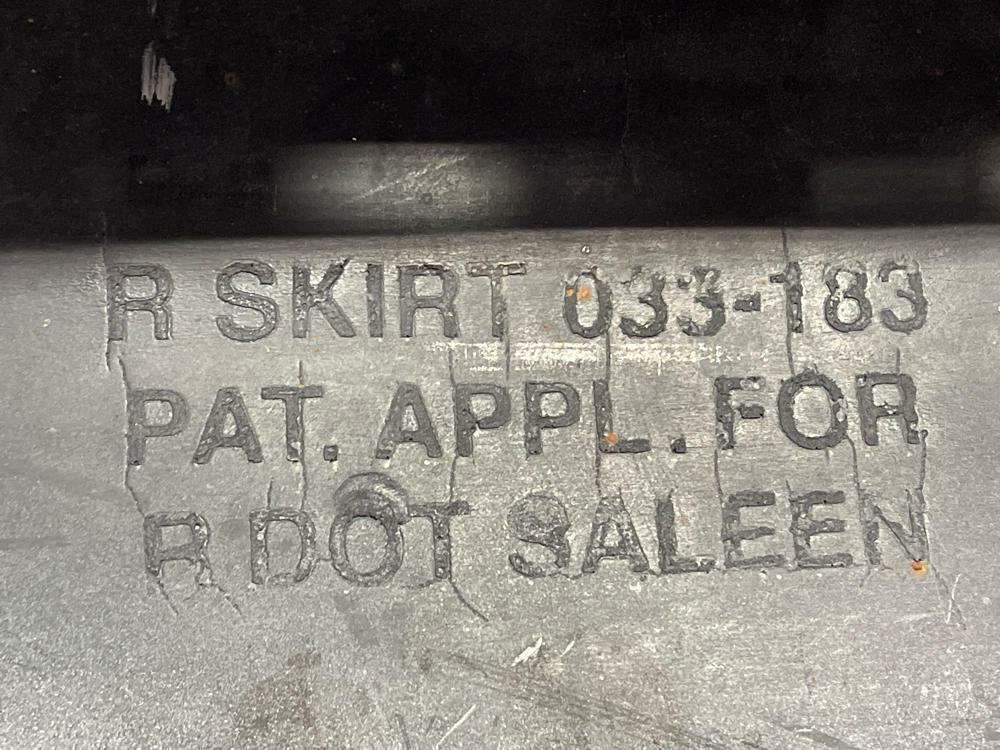 R SKIRT 033-183
PAT. APPL. FOR
R DOT SALEEN